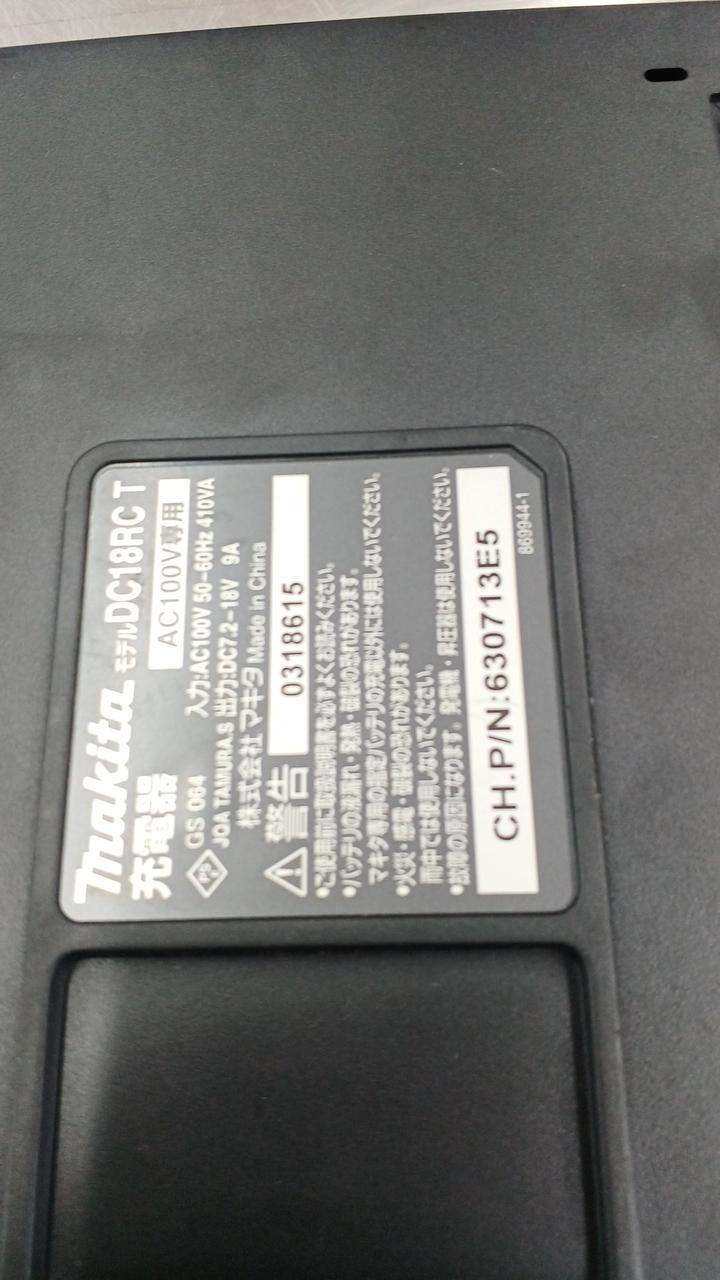 makita モデル DC18RC T
充電器 AC100V専用
GS 064 入力:AC100V 50-60Hz 410VA
JQA TAMURA.S 出力:DC7.2-18V 9A
株式会社 マキタ Made in China
警告 0318615
•ご使用前に取扱説明書を必ずよくお読みください。
•バッテリの液漏れ・発熱・破裂の恐れがあります。
マキタ専用の指定バッテリの充電以外には使用しないでください。
•火災・感電・破裂の恐れがあります。
雨中では使用しないでください。
•故障の原因になります。発電機・昇圧器は使用しないでください。
CH.P/N:630713E5
869944-1